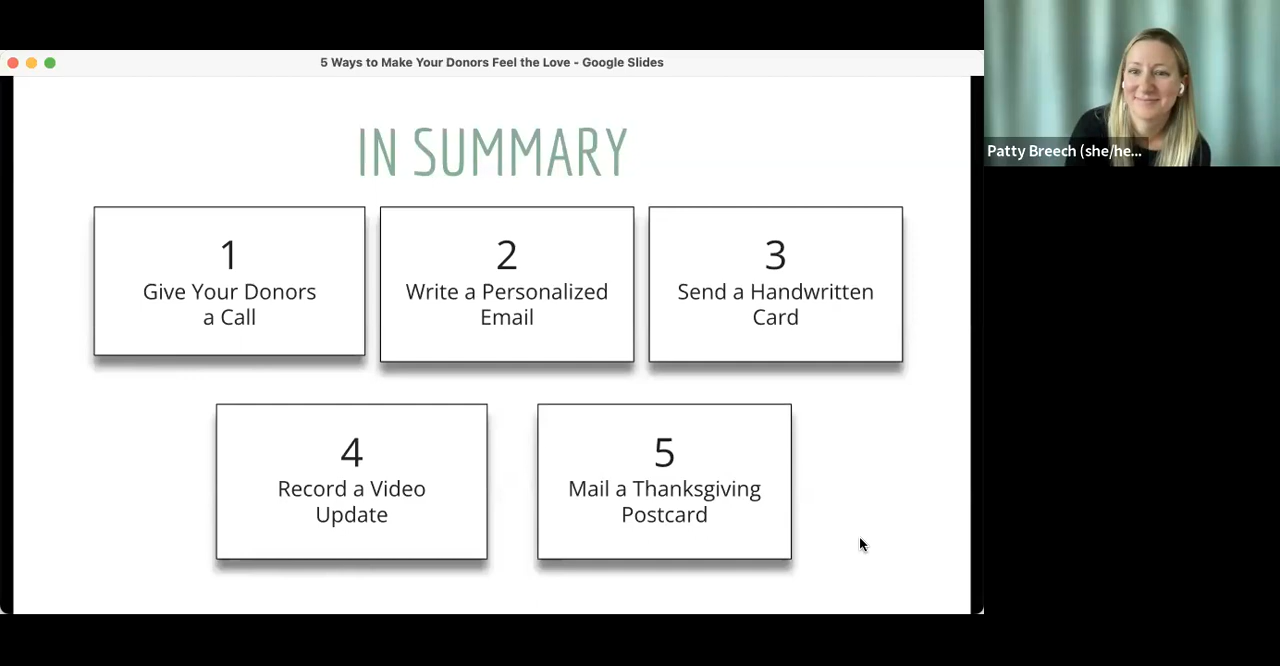 5 Ways to Make Your Donors Feel the Love - Google Slides
Patty Breech (she/he...
IN SUMMARY
1
Give Your Donors
a Call
2
Write a Personalized
Email
3
Send a Handwritten
Card
4
Record a Video
Update
5
Mail a Thanksgiving
Postcard